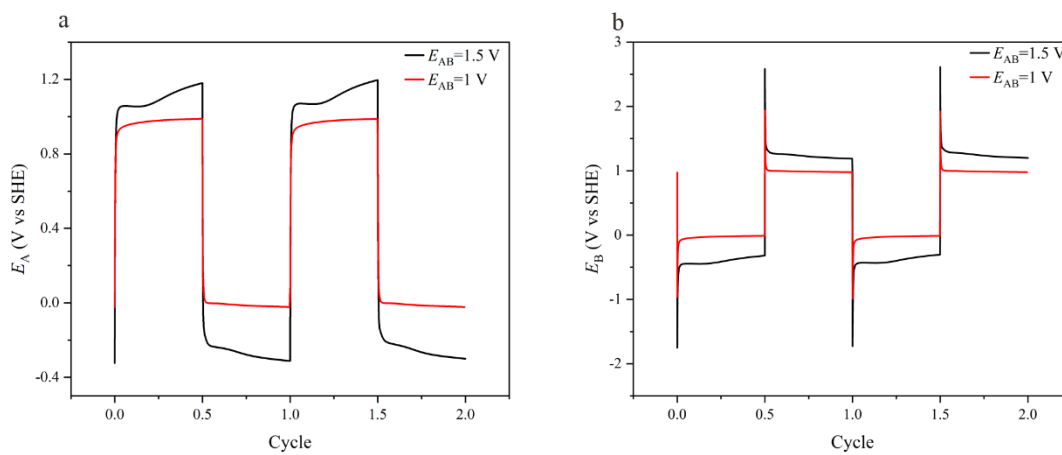 a
E_AB=1.5 V
E_AB=1 V
1.2
0.8
0.4
0.0
-0.4
E_A (V vs SHE)
0.0 0.5 1.0 1.5 2.0
Cycle
b
E_AB=1.5 V
E_AB=1 V
3
2
1
0
-1
-2
E_B (V vs SHE)
0.0 0.5 1.0 1.5 2.0
Cycle